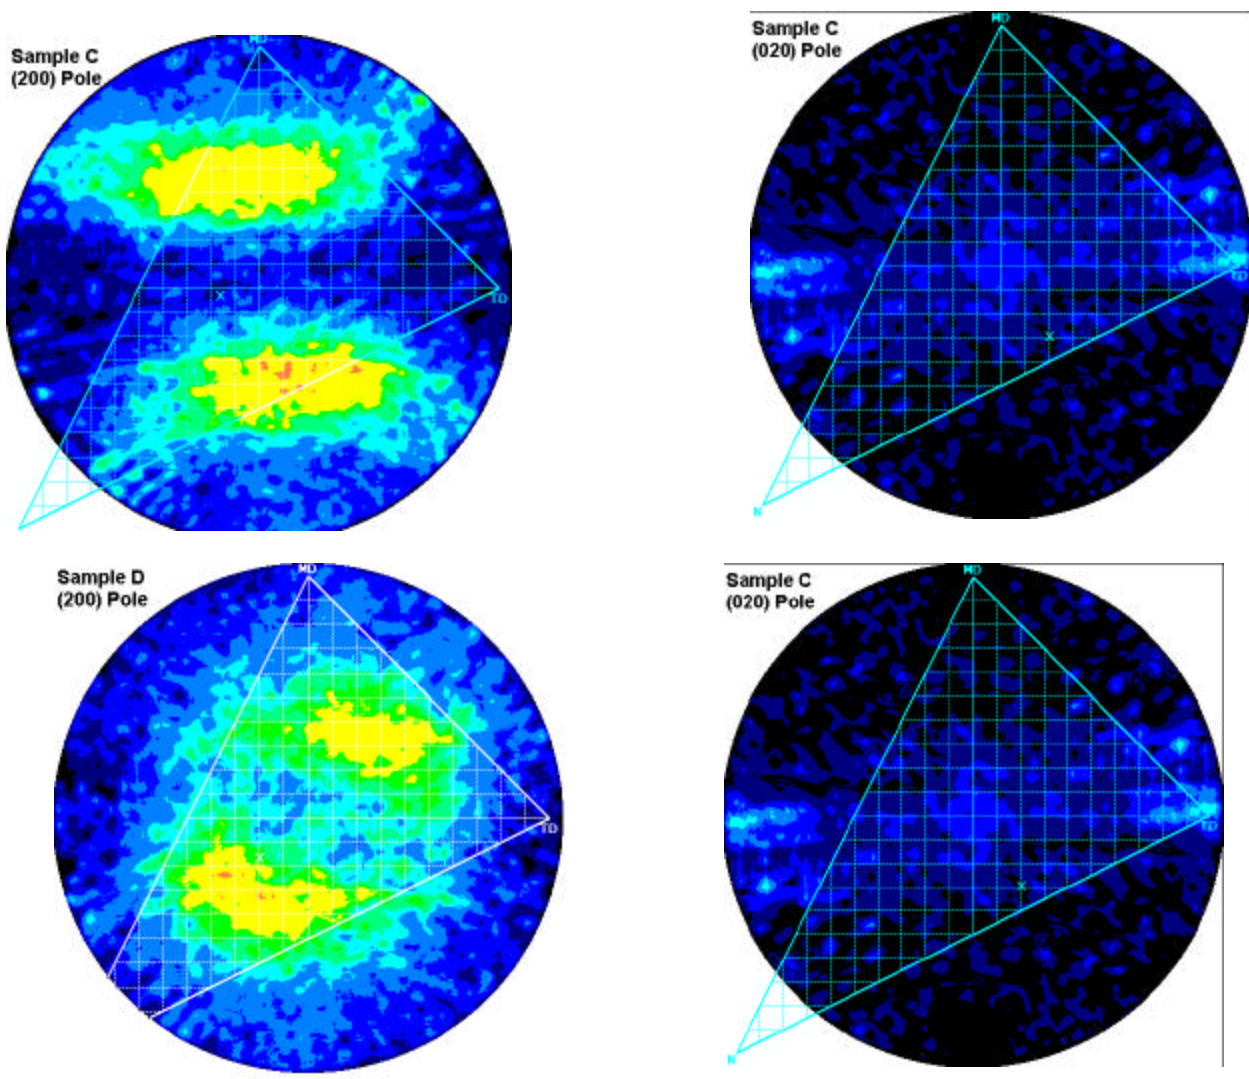 Sample C
(200) Pole
MD
TD
Sample C
(020) Pole
MD
TD
N
Sample D
(200) Pole
MD
TD
Sample C
(020) Pole
MD
TD
N